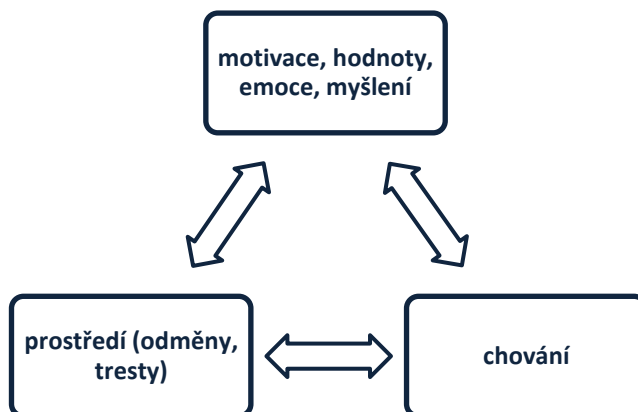 motivace, hodnoty,
emoce, myšlení
prostředí (odměny,
tresty)
chování